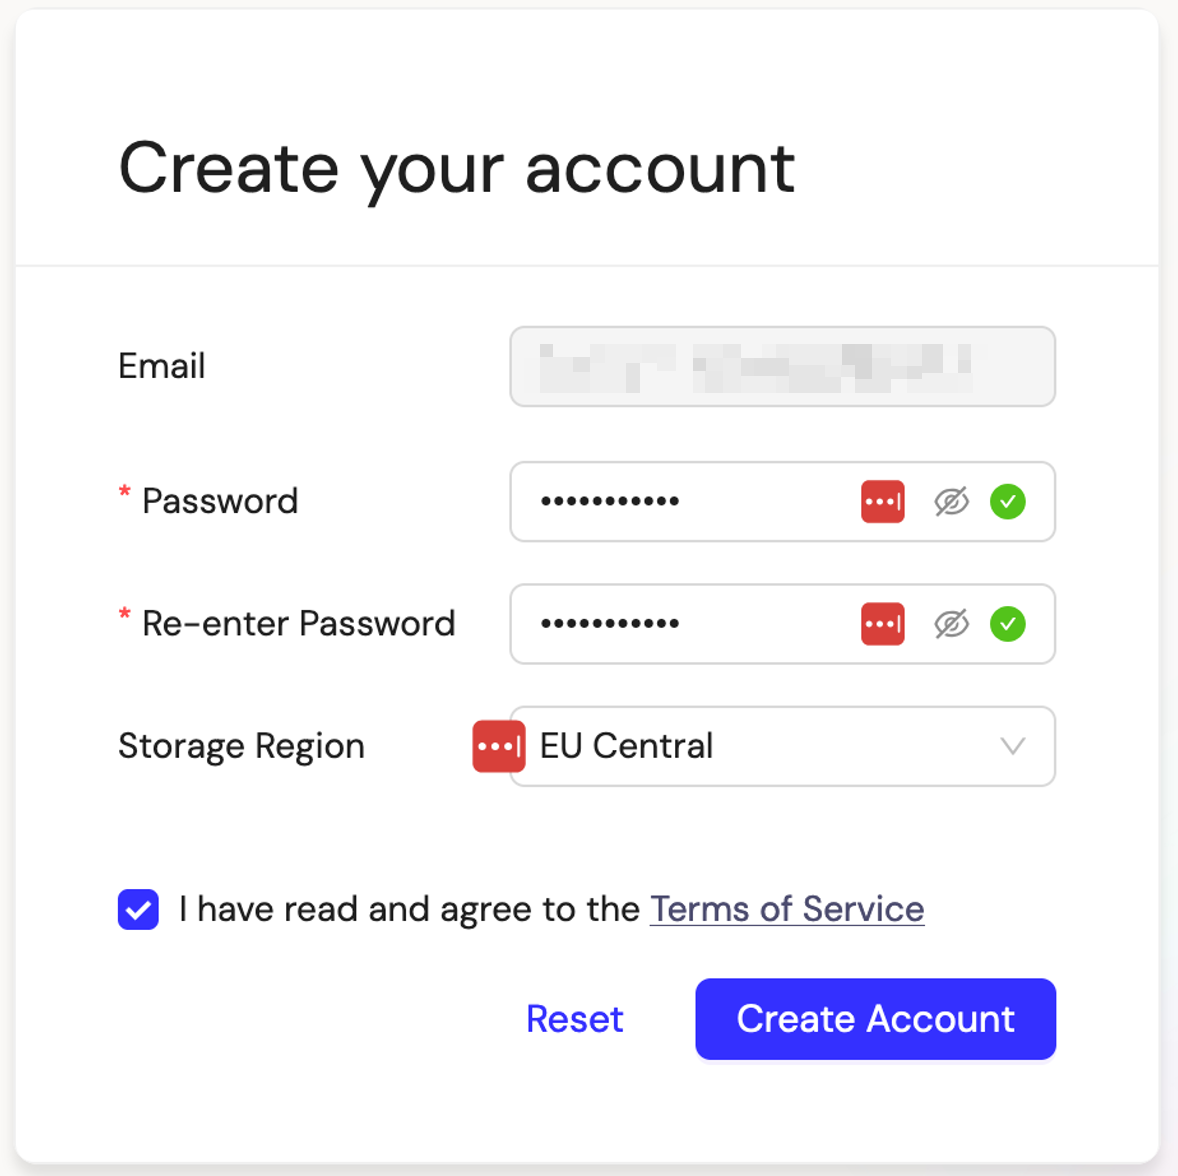 Create your account
Email
* Password •••••••••••
* Re-enter Password •••••••••••
Storage Region EU Central
I have read and agree to the Terms of Service
Reset Create Account